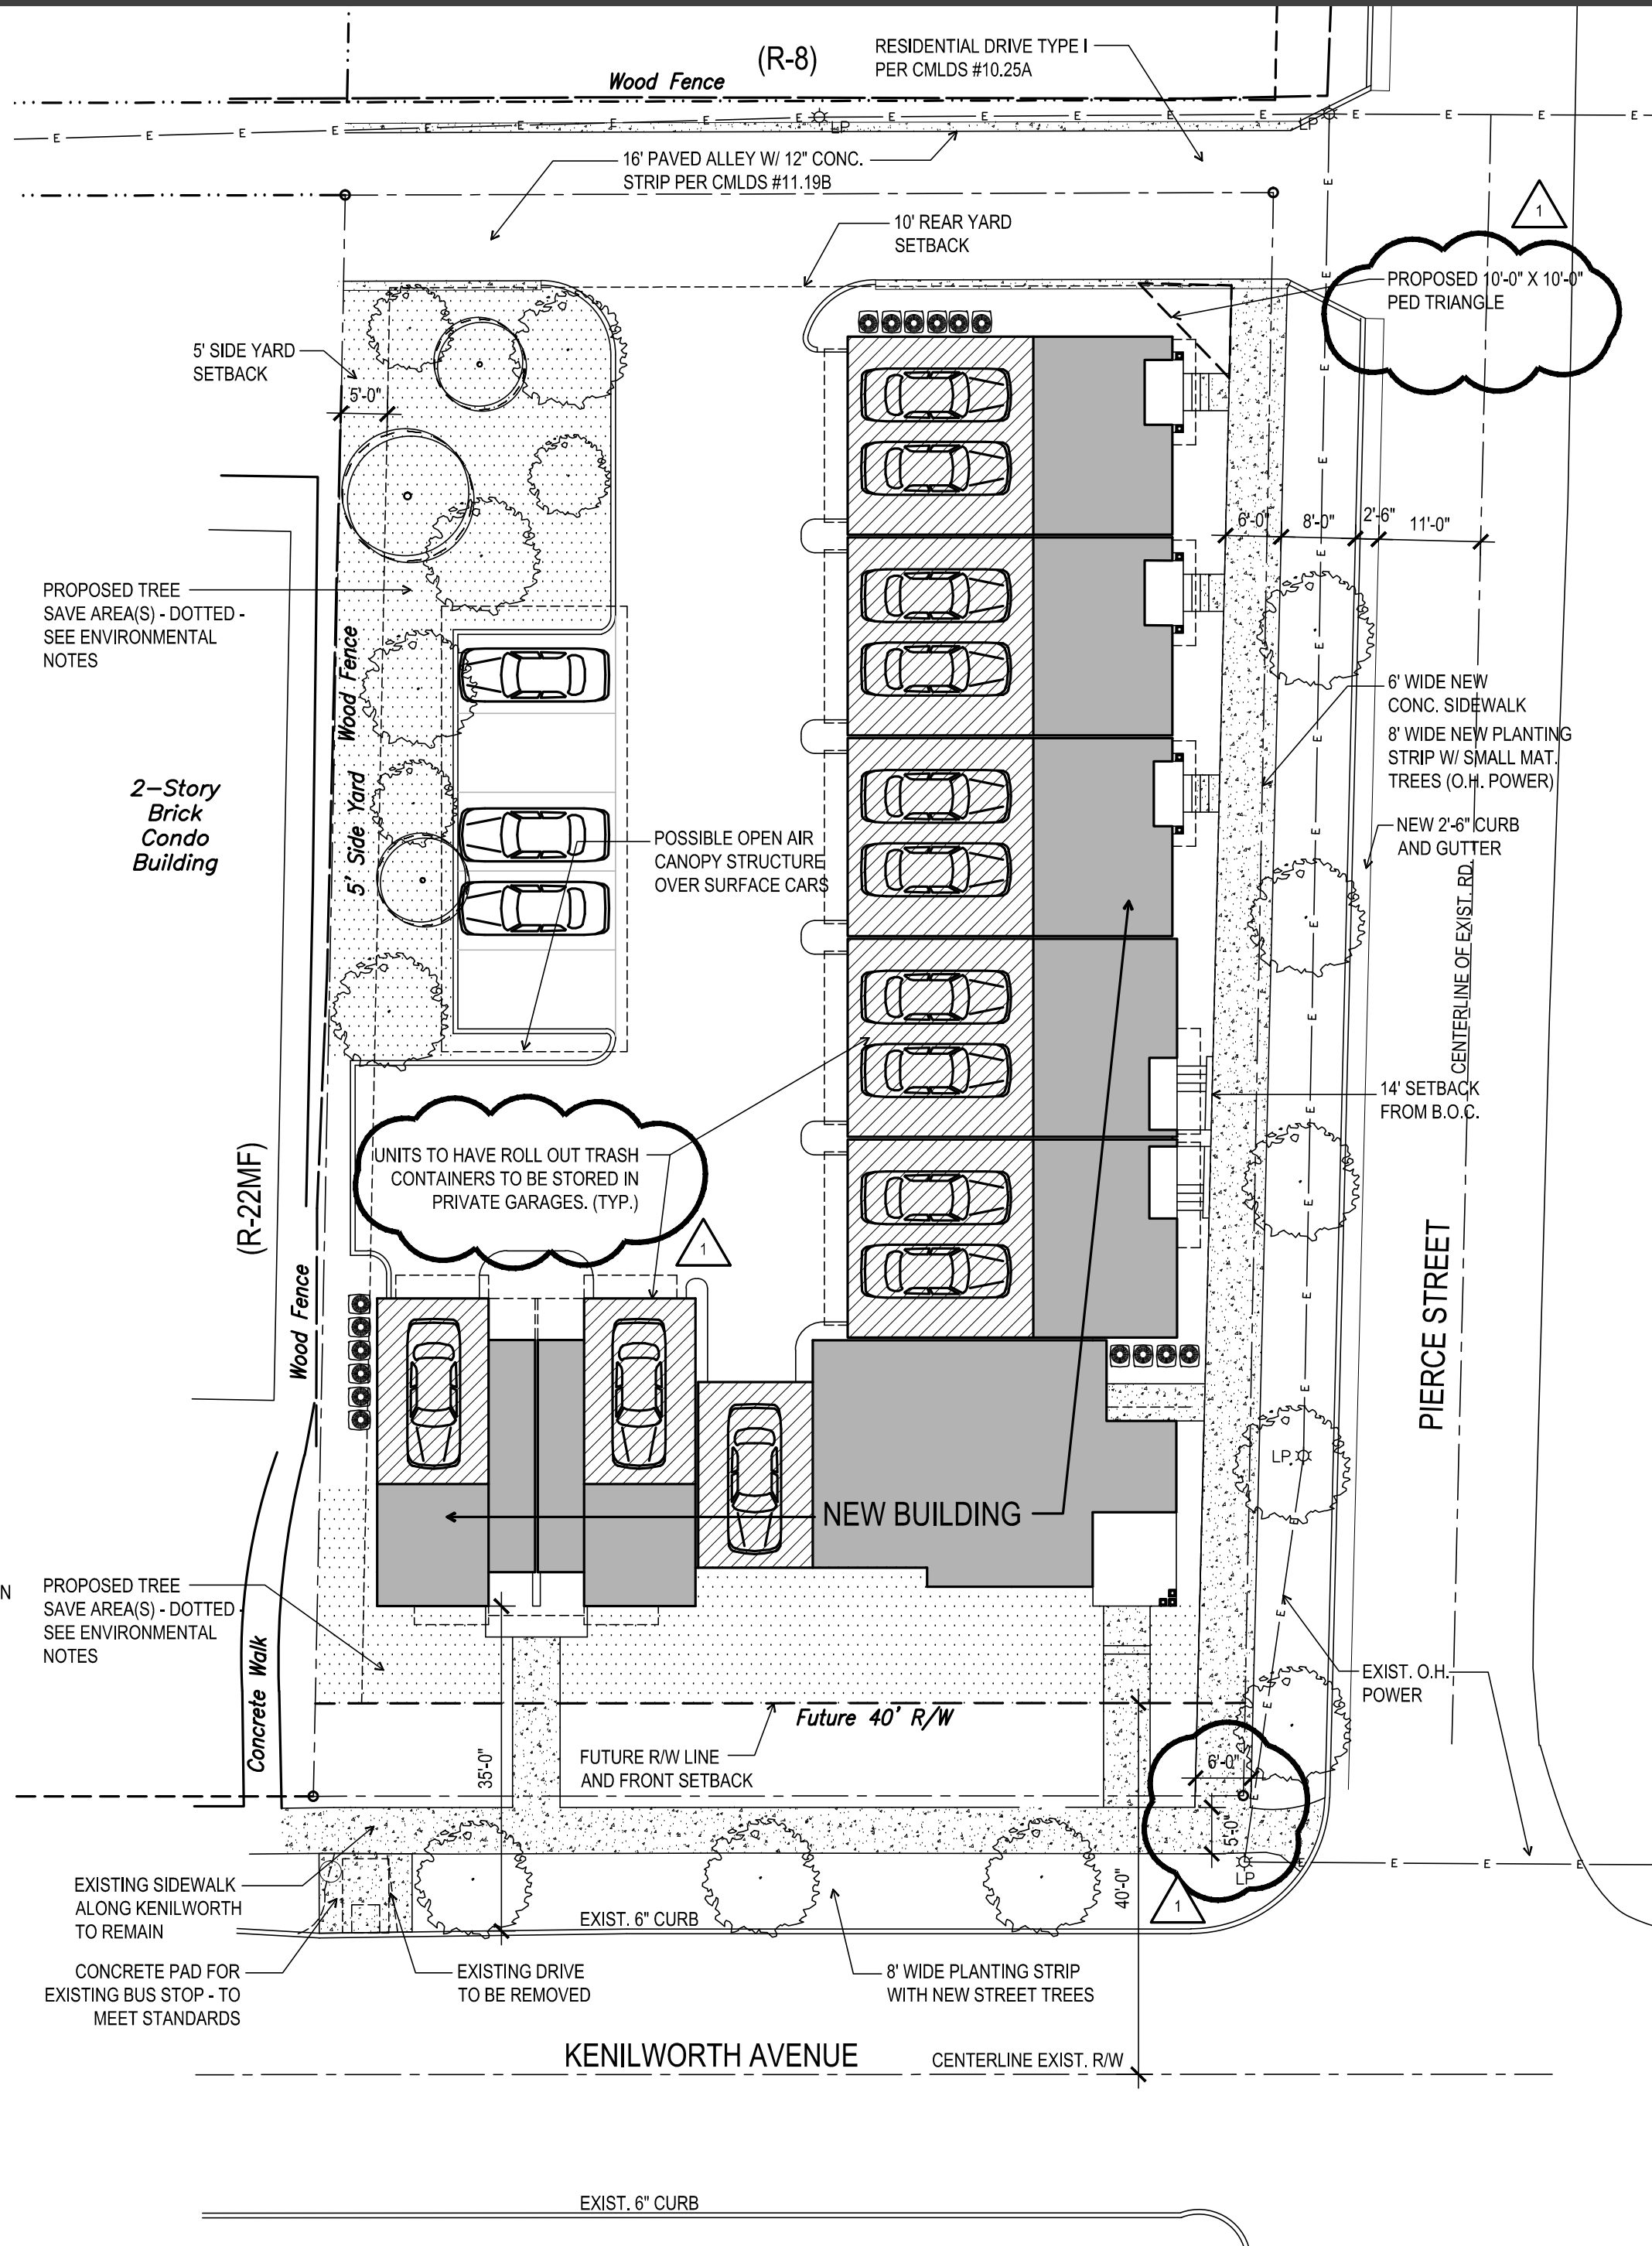 (R-8)
RESIDENTIAL DRIVE TYPE I
PER CMLDS #10.25A
Wood Fence
E E E E E E E E E E E E E
LP
LP
16' PAVED ALLEY W/ 12" CONC.
STRIP PER CMLDS #11.19B
1
10' REAR YARD
SETBACK
PROPOSED 10'-0" X 10'-0"
PED TRIANGLE
5' SIDE YARD
SETBACK
5'-0"
6'-0"
8'-0"
2'-6"
11'-0"
PROPOSED TREE
SAVE AREA(S) - DOTTED -
SEE ENVIRONMENTAL
NOTES
Wood Fence
6' WIDE NEW
CONC. SIDEWALK
8' WIDE NEW PLANTING
STRIP W/ SMALL MAT.
TREES (O.H. POWER)
2-Story
Brick
Condo
Building
5' Side Yard
POSSIBLE OPEN AIR
CANOPY STRUCTURE
OVER SURFACE CARS
NEW 2'-6" CURB
AND GUTTER
CENTERLINE OF EXIST. RD.
14' SETBACK
FROM B.O.C.
UNITS TO HAVE ROLL OUT TRASH
CONTAINERS TO BE STORED IN
PRIVATE GARAGES. (TYP.)
1
(R-22MF)
Wood Fence
PIERCE STREET
LP
NEW BUILDING
N
PROPOSED TREE
SAVE AREA(S) - DOTTED -
SEE ENVIRONMENTAL
NOTES
Concrete Walk
EXIST. O.H.
POWER
Future 40' R/W
35'-0"
FUTURE R/W LINE
AND FRONT SETBACK
6'-0"
5'-0"
LP
E E E
1
40'-0"
EXISTING SIDEWALK
ALONG KENILWORTH
TO REMAIN
EXIST. 6" CURB
CONCRETE PAD FOR
EXISTING BUS STOP - TO
MEET STANDARDS
EXISTING DRIVE
TO BE REMOVED
8' WIDE PLANTING STRIP
WITH NEW STREET TREES
KENILWORTH AVENUE
CENTERLINE EXIST. R/W
EXIST. 6" CURB